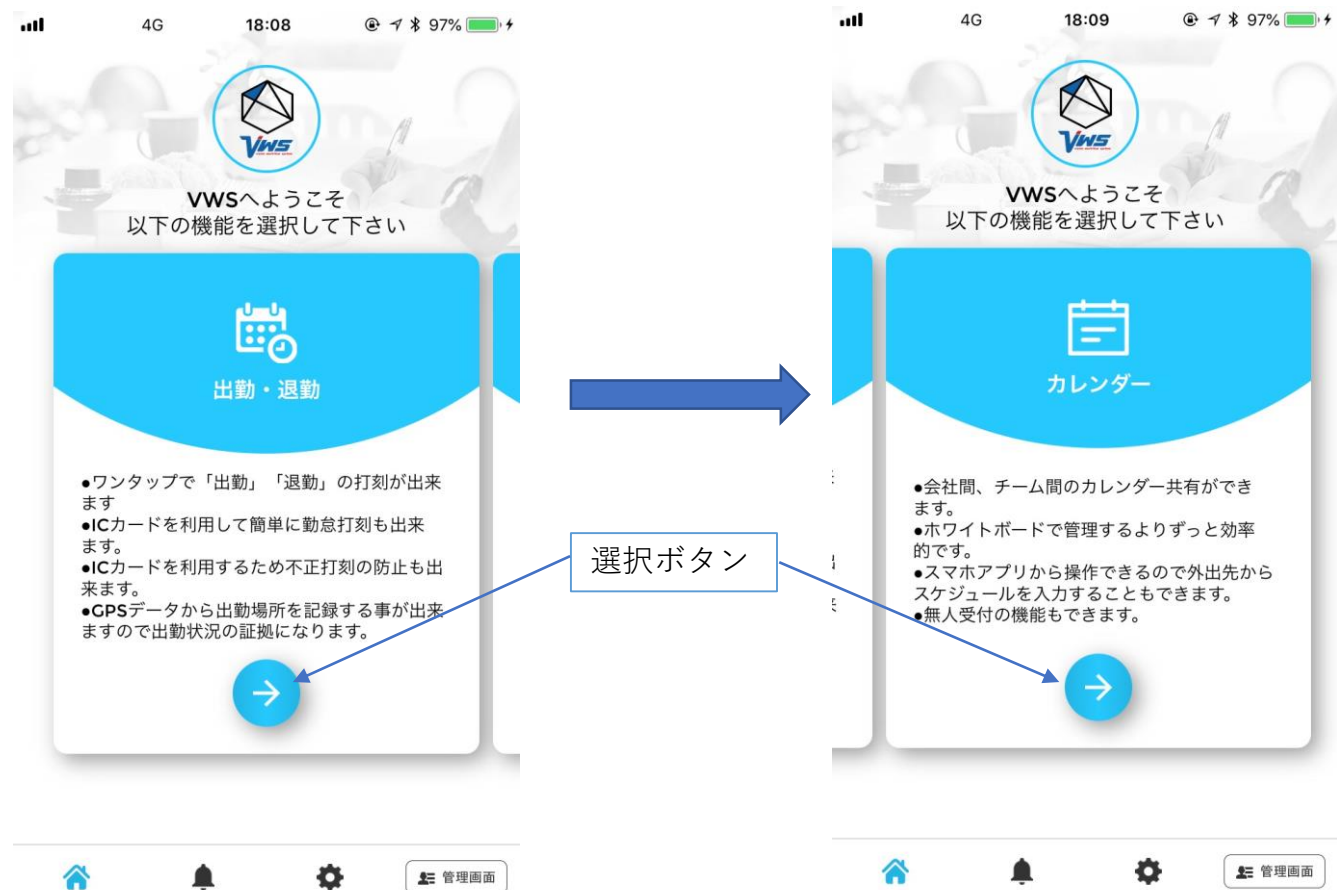 4G 18:08 97%
VWS
VWSへようこそ
以下の機能を選択して下さい
出勤・退勤
●ワンタップで「出勤」「退勤」の打刻が出来
ます
●ICカードを利用して簡単に勤怠打刻も出来
ます。
●ICカードを利用するため不正打刻の防止も出
来ます。
●GPSデータから出勤場所を記録する事が出来
ますので出勤状況の証拠になります。
管理画面
選択ボタン
4G 18:09 97%
VWS
VWSへようこそ
以下の機能を選択して下さい
カレンダー
●会社間、チーム間のカレンダー共有ができ
ます。
●ホワイトボードで管理するよりずっと効率
的です。
●スマホアプリから操作できるので外出先から
スケジュールを入力することもできます。
●無人受付の機能もできます。
管理画面